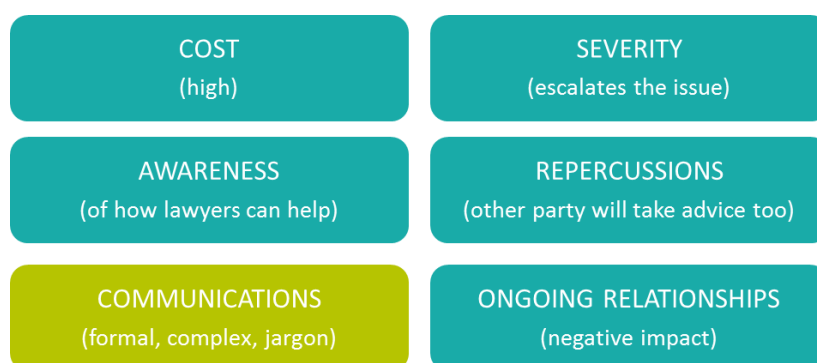 COST
(high)
SEVERITY
(escalates the issue)
AWARENESS
(of how lawyers can help)
REPERCUSSIONS
(other party will take advice too)
COMMUNICATIONS
(formal, complex, jargon)
ONGOING RELATIONSHIPS
(negative impact)